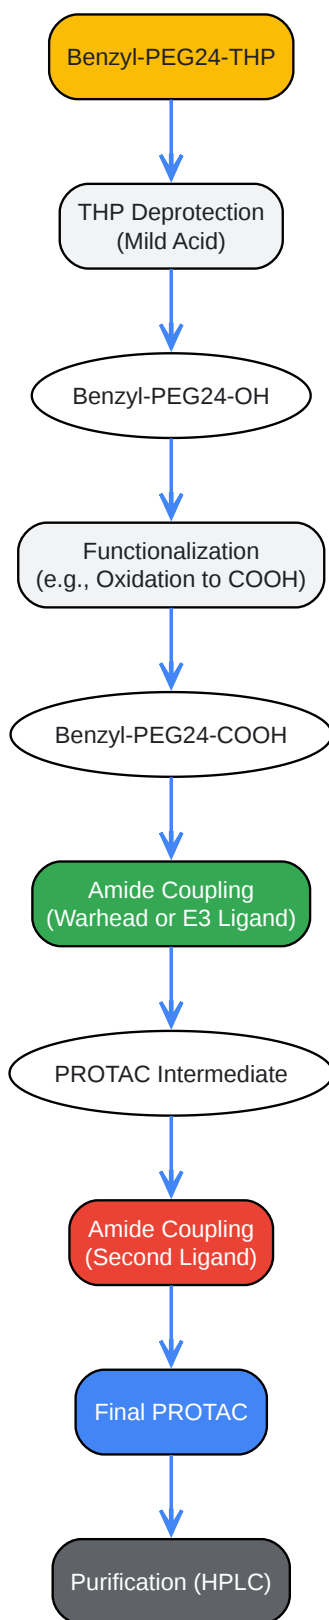 Benzyl-PEG24-THP
THP Deprotection
(Mild Acid)
Benzyl-PEG24-OH
Functionalization
(e.g., Oxidation to COOH)
Benzyl-PEG24-COOH
Amide Coupling
(Warhead or E3 Ligand)
PROTAC Intermediate
Amide Coupling
(Second Ligand)
Final PROTAC
Purification (HPLC)